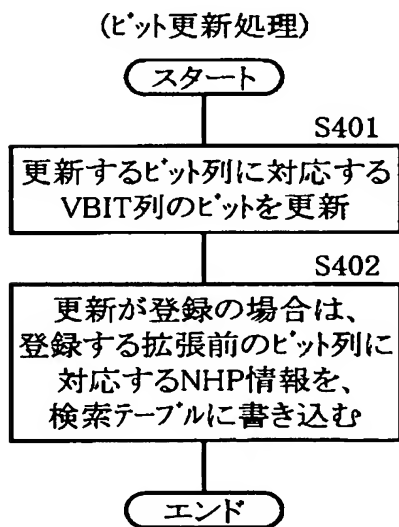 (ビット更新処理)
スタート
S401
更新するビット列に対応する
VBIT列のビットを更新
S402
更新が登録の場合は、
登録する拡張前のビット列に
対応するNHP情報を、
検索テーブルに書き込む
エンド